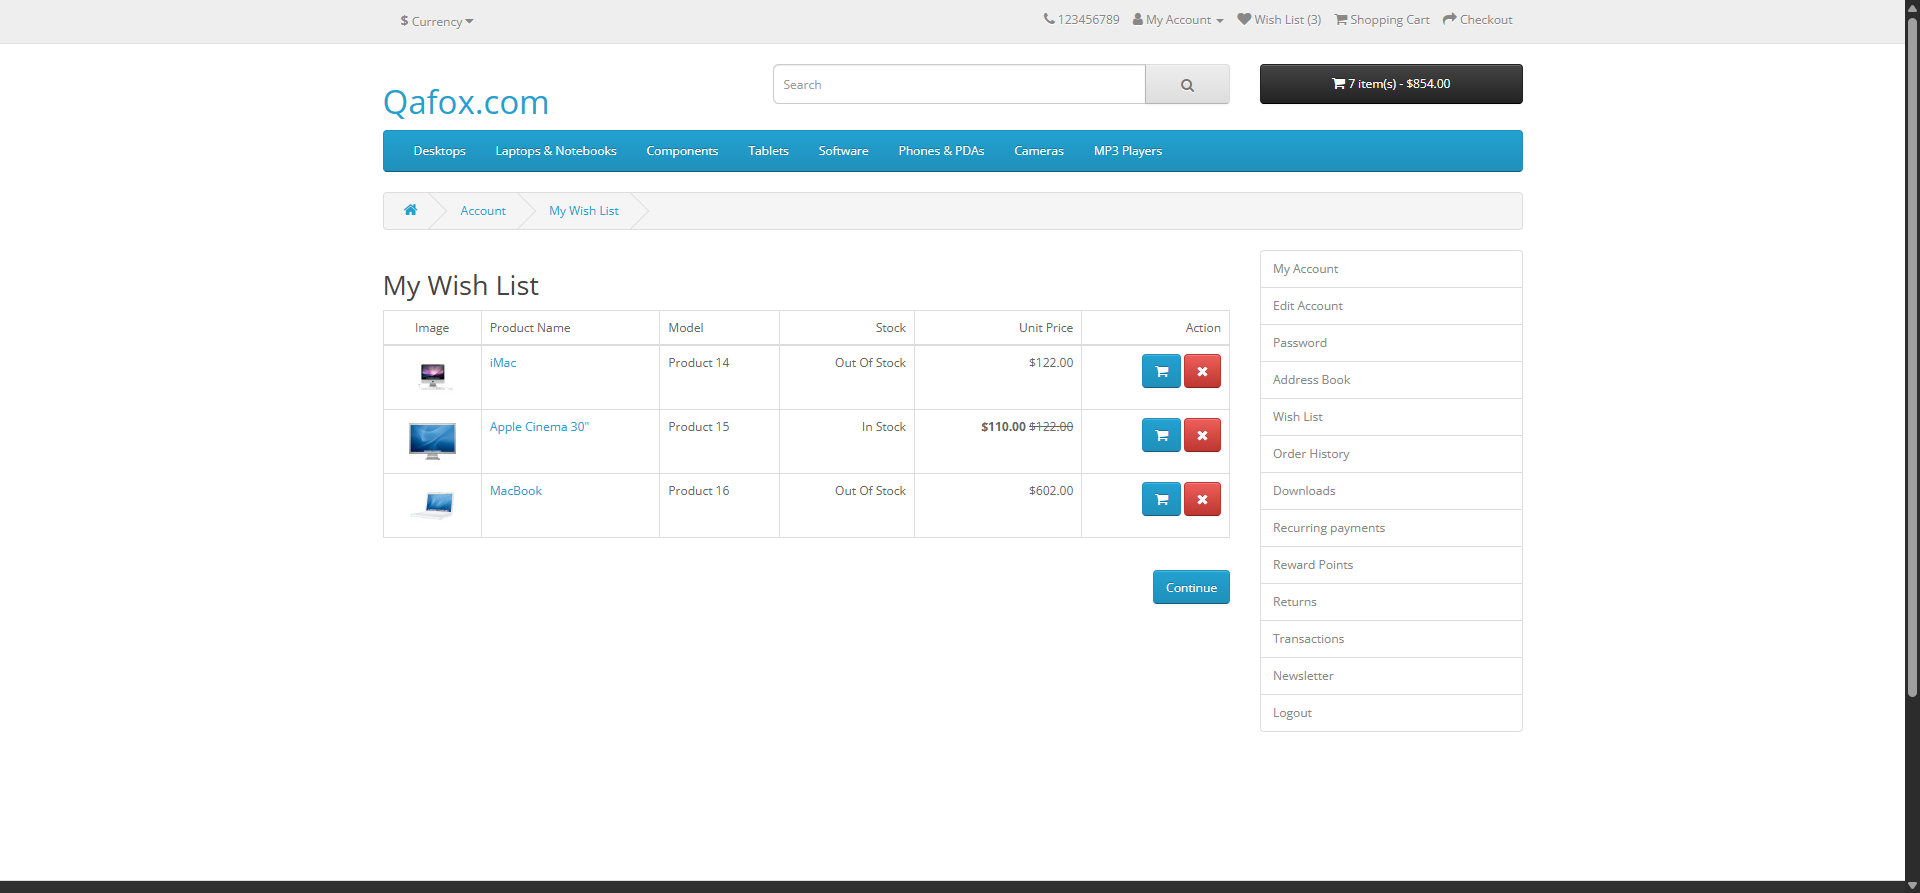 $ Currency
123456789 My Account Wish List (3) Shopping Cart Checkout
Qafox.com
Search
7 item(s) - $854.00
Desktops Laptops & Notebooks Components Tablets Software Phones & PDAs Cameras MP3 Players
Account My Wish List
My Wish List
Image Product Name Model Stock Unit Price Action
iMac Product 14 Out Of Stock $122.00
Apple Cinema 30" Product 15 In Stock $110.00 $122.00
MacBook Product 16 Out Of Stock $602.00
Continue
My Account
Edit Account
Password
Address Book
Wish List
Order History
Downloads
Recurring payments
Reward Points
Returns
Transactions
Newsletter
Logout